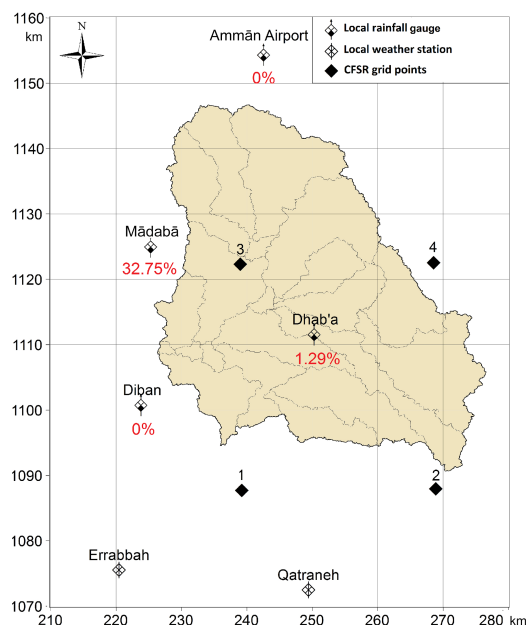 1160
km
N
Ammān Airport
0%
Local rainfall gauge
Local weather station
CFSR grid points
1150
1140
1130
Mādabā
32.75%
3
4
1120
Dhab'a
1.29%
1110
Diban
0%
1100
1090
1
2
1080
Errabbah
Qatraneh
1070
210
220
230
240
250
260
270
280 km